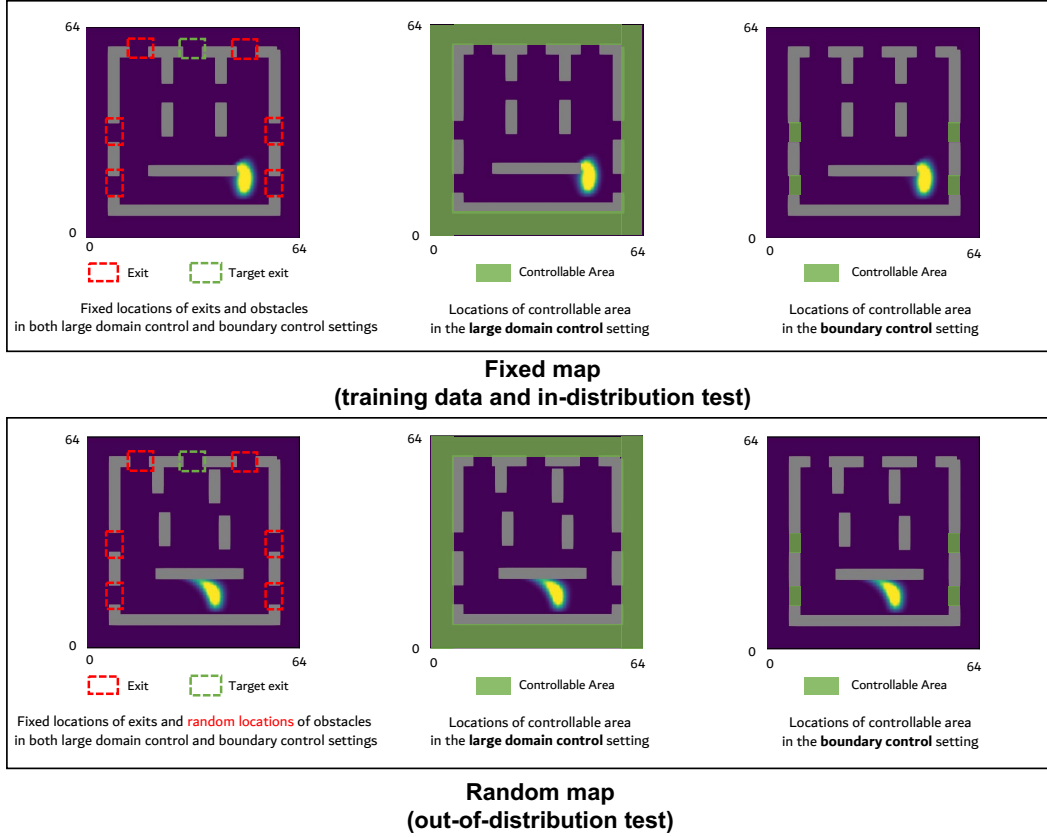 64
64
64
0
0
0
0
64
0
64
0
64
Exit
Target exit
Controllable Area
Controllable Area
Fixed locations of exits and obstacles
in both large domain control and boundary control settings
Locations of controllable area
in the large domain control setting
Locations of controllable area
in the boundary control setting
Fixed map
(training data and in-distribution test)
64
64
64
0
0
0
0
64
0
64
0
64
Exit
Target exit
Controllable Area
Controllable Area
Fixed locations of exits and random locations of obstacles
in both large domain control and boundary control settings
Locations of controllable area
in the large domain control setting
Locations of controllable area
in the boundary control setting
Random map
(out-of-distribution test)